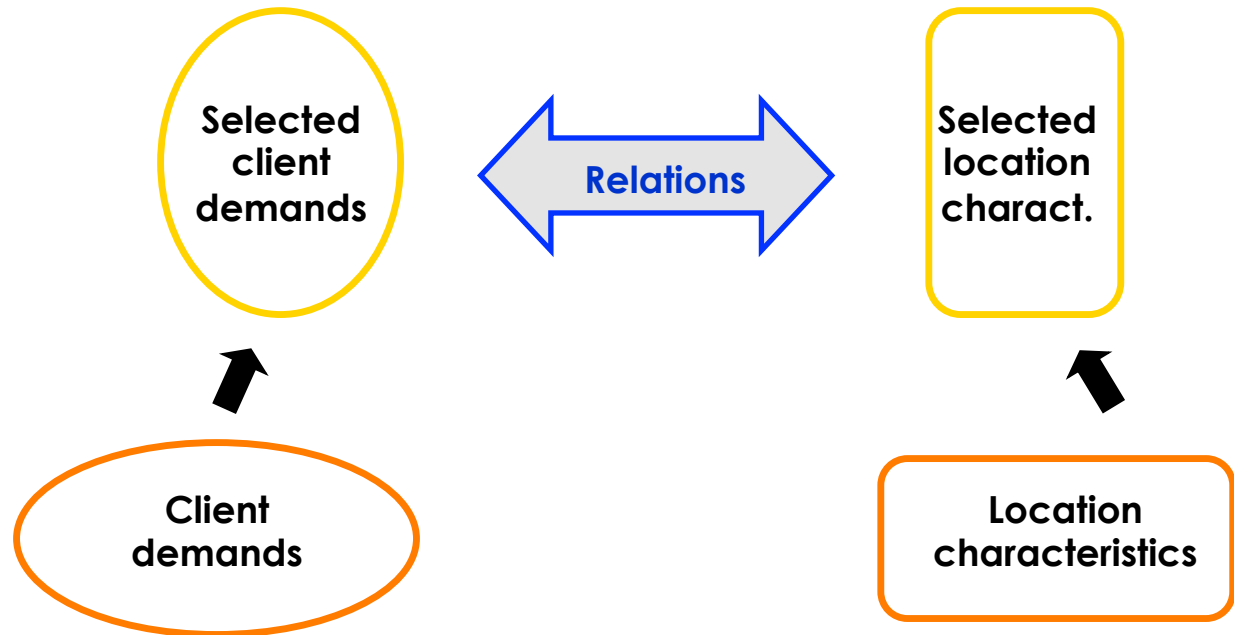 Selected
client
demands
Relations
Selected
location
charact.
Client
demands
Location
characteristics